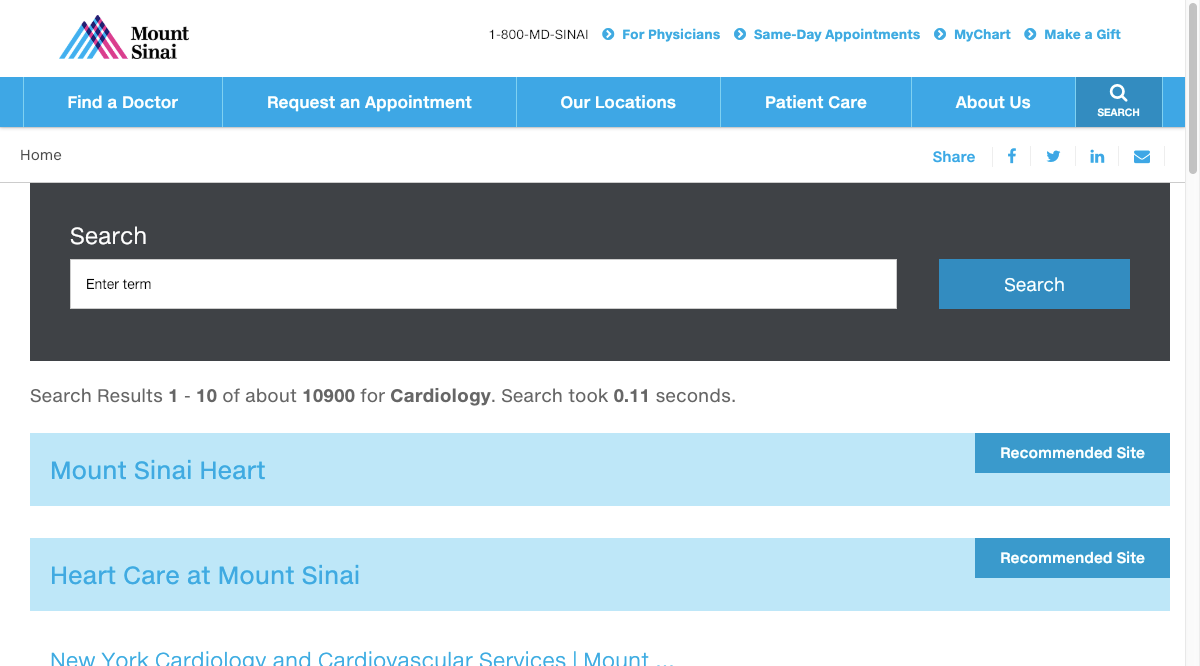 Mount
Sinai
1-800-MD-SINAI For Physicians Same-Day Appointments MyChart Make a Gift
Find a Doctor Request an Appointment Our Locations Patient Care About Us SEARCH
Home Share
Search
Enter term Search
Search Results 1 - 10 of about 10900 for Cardiology. Search took 0.11 seconds.
Recommended Site
Mount Sinai Heart
Recommended Site
Heart Care at Mount Sinai
New York Cardiology and Cardiovascular Services | Mount ...